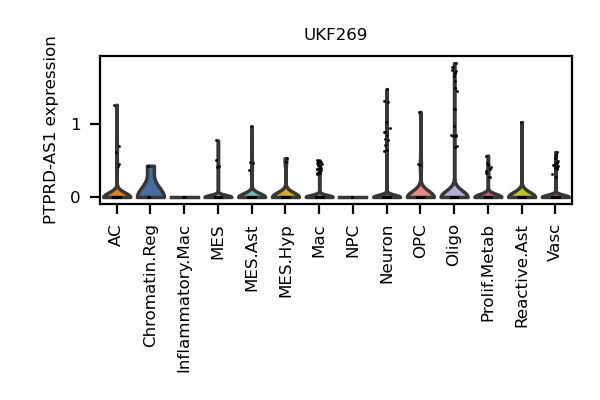 UKF269
PTPRD-AS1 expression
1
0
AC
Chromatin.Reg
Inflammatory.Mac
MES
MES.Ast
MES.Hyp
Mac
NPC
Neuron
OPC
Oligo
Prolif.Metab
Reactive.Ast
Vasc